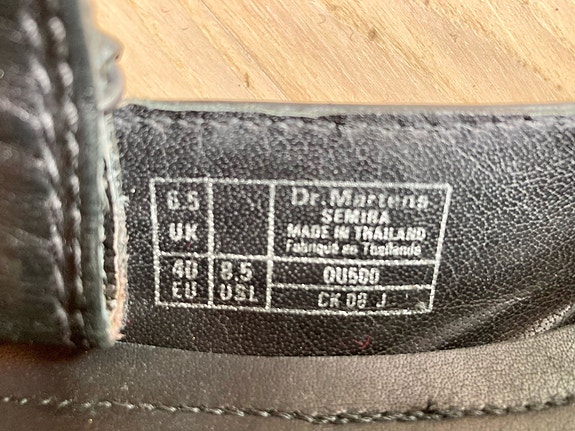 6.5
UK
Dr. Martens
SEMIRA
MADE IN THAILAND
Fabriqué en Thaïlande
40
EU
8.5
USL
0U500
CK 08 J